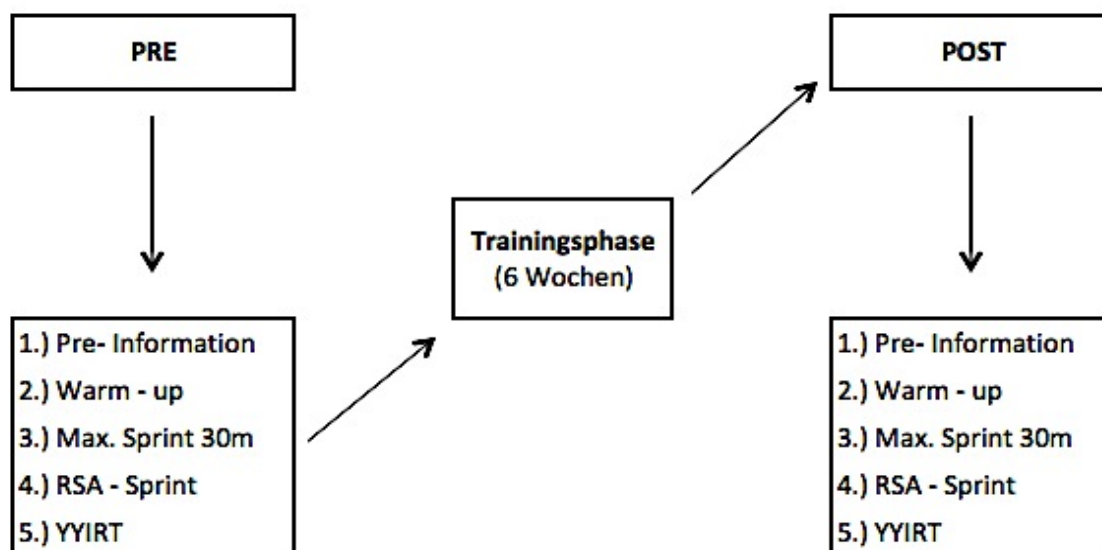 PRE
1.) Pre- Information
2.) Warm - up
3.) Max. Sprint 30m
4.) RSA - Sprint
5.) YYIRT
Trainingsphase
(6 Wochen)
POST
1.) Pre- Information
2.) Warm - up
3.) Max. Sprint 30m
4.) RSA - Sprint
5.) YYIRT